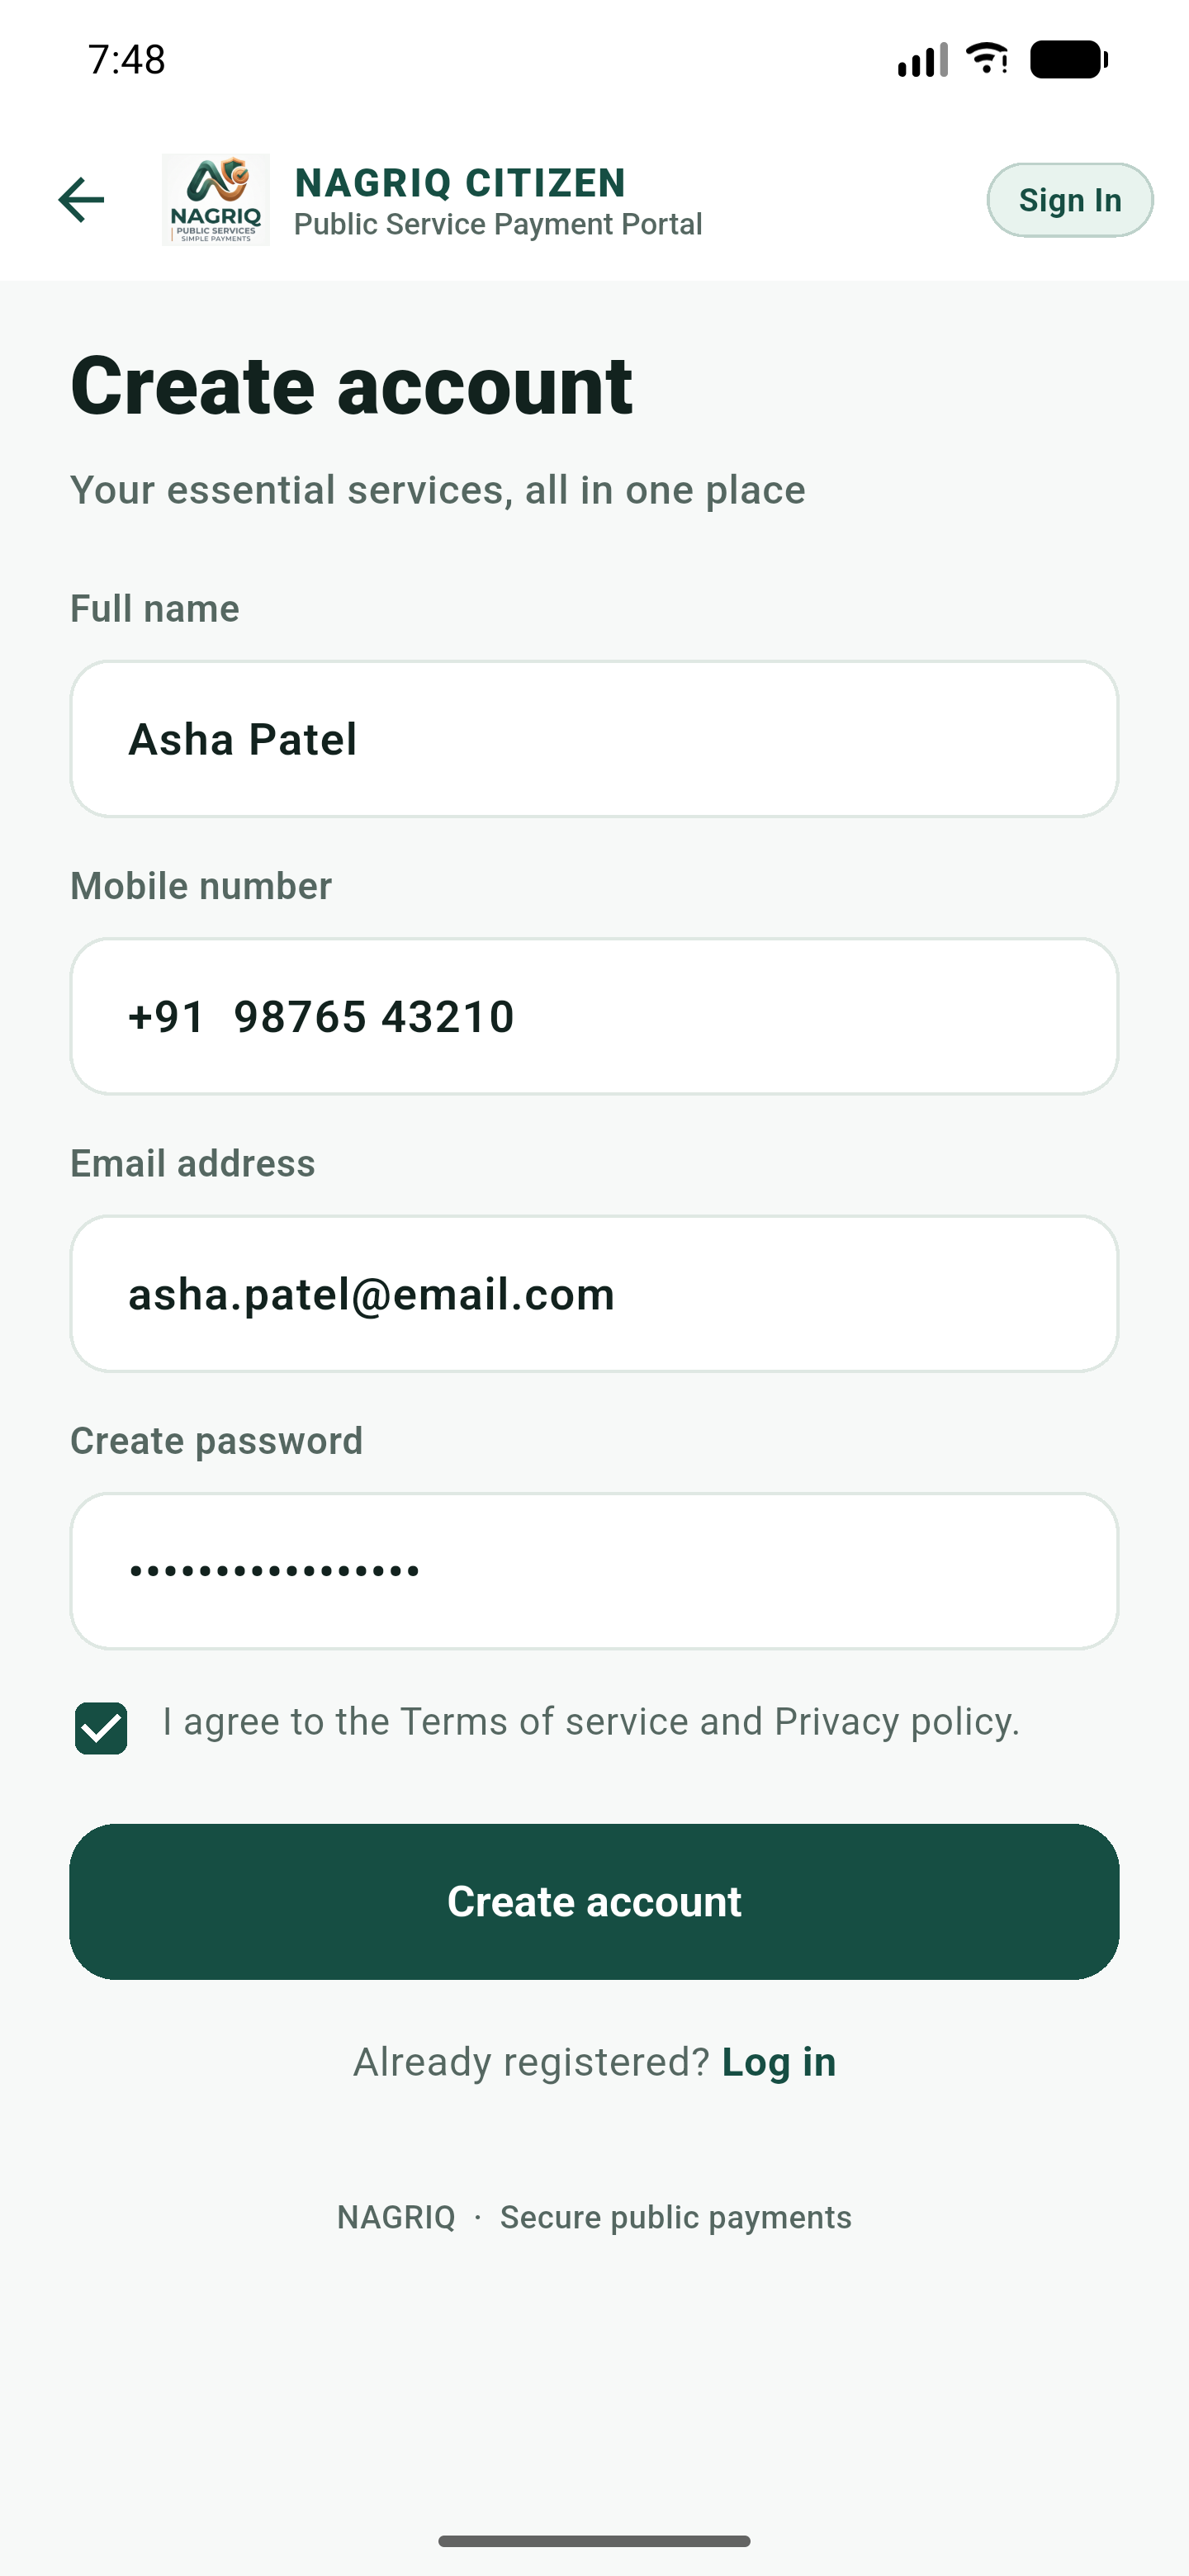 7:48
NAGRIQ
PUBLIC SERVICES
SIMPLE PAYMENTS
NAGRIQ CITIZEN
Public Service Payment Portal
Sign In
Create account
Your essential services, all in one place
Full name
Asha Patel
Mobile number
+91 98765 43210
Email address
asha.patel@email.com
Create password
•••••••••••••••••
I agree to the Terms of service and Privacy policy.
Create account
Already registered? Log in
NAGRIQ · Secure public payments